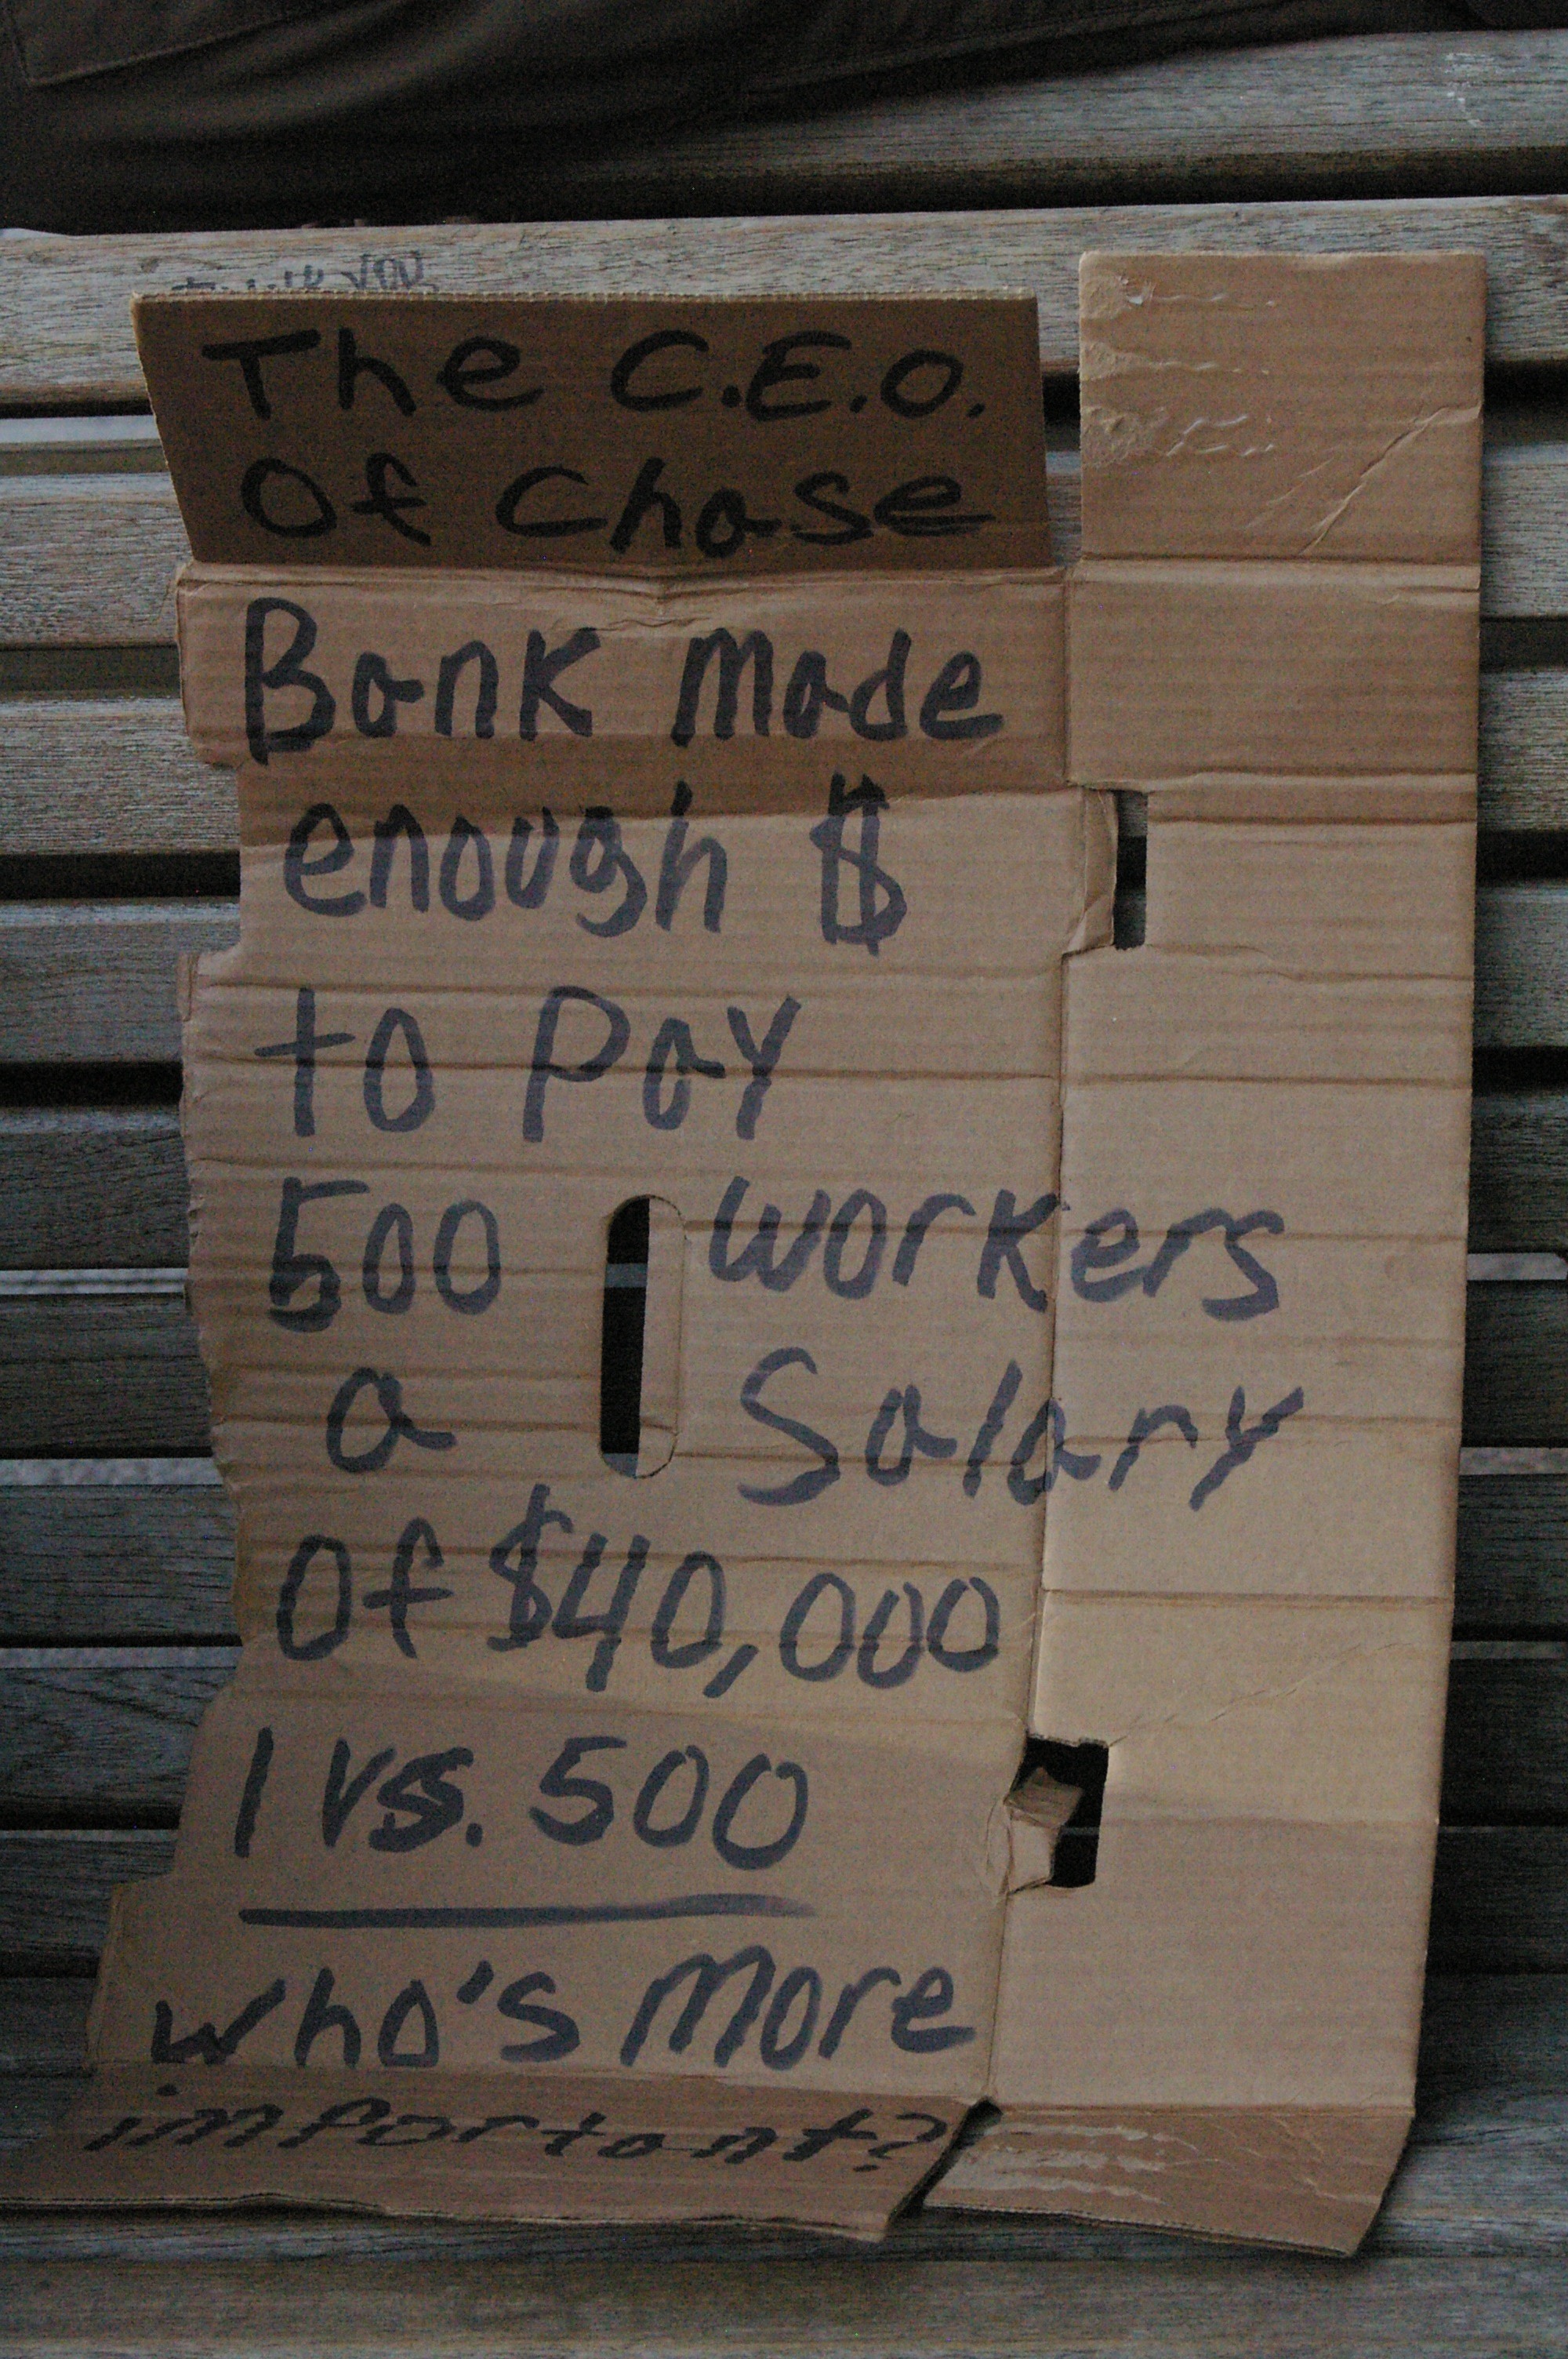 The C.E.O.
Of Chase
Bank made
enough $
to Pay
500 workers
a Salary
Of $40,000
1 vs. 500
who's more
important?